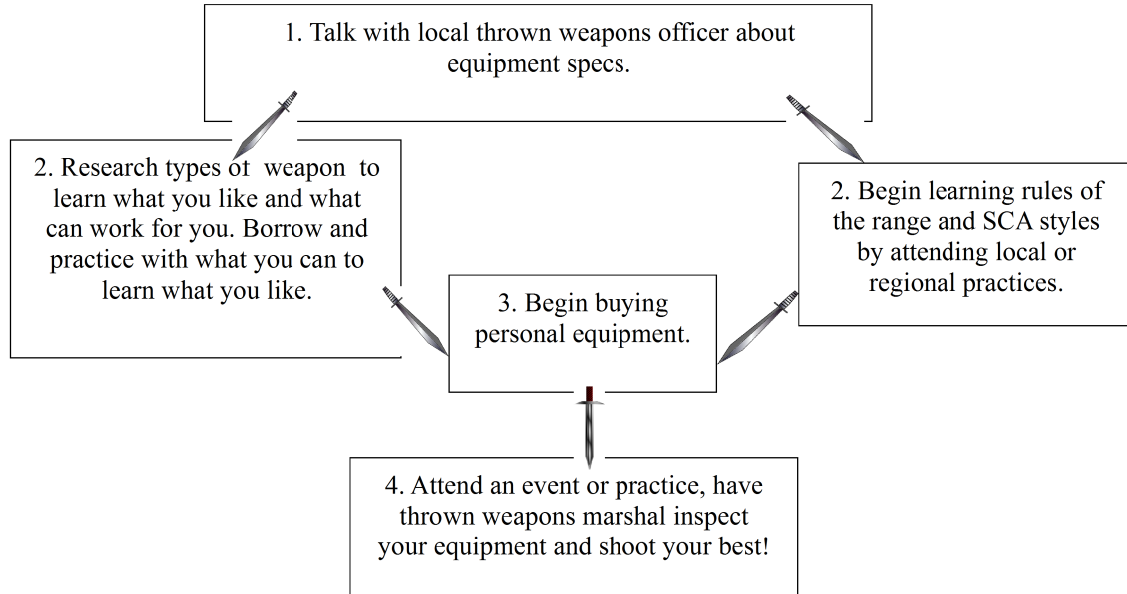 1. Talk with local thrown weapons officer about
equipment specs.
2. Research types of weapon to
learn what you like and what
can work for you. Borrow and
practice with what you can to
learn what you like.
2. Begin learning rules of
the range and SCA styles
by attending local or
regional practices.
3. Begin buying
personal equipment.
4. Attend an event or practice, have
thrown weapons marshal inspect
your equipment and shoot your best!